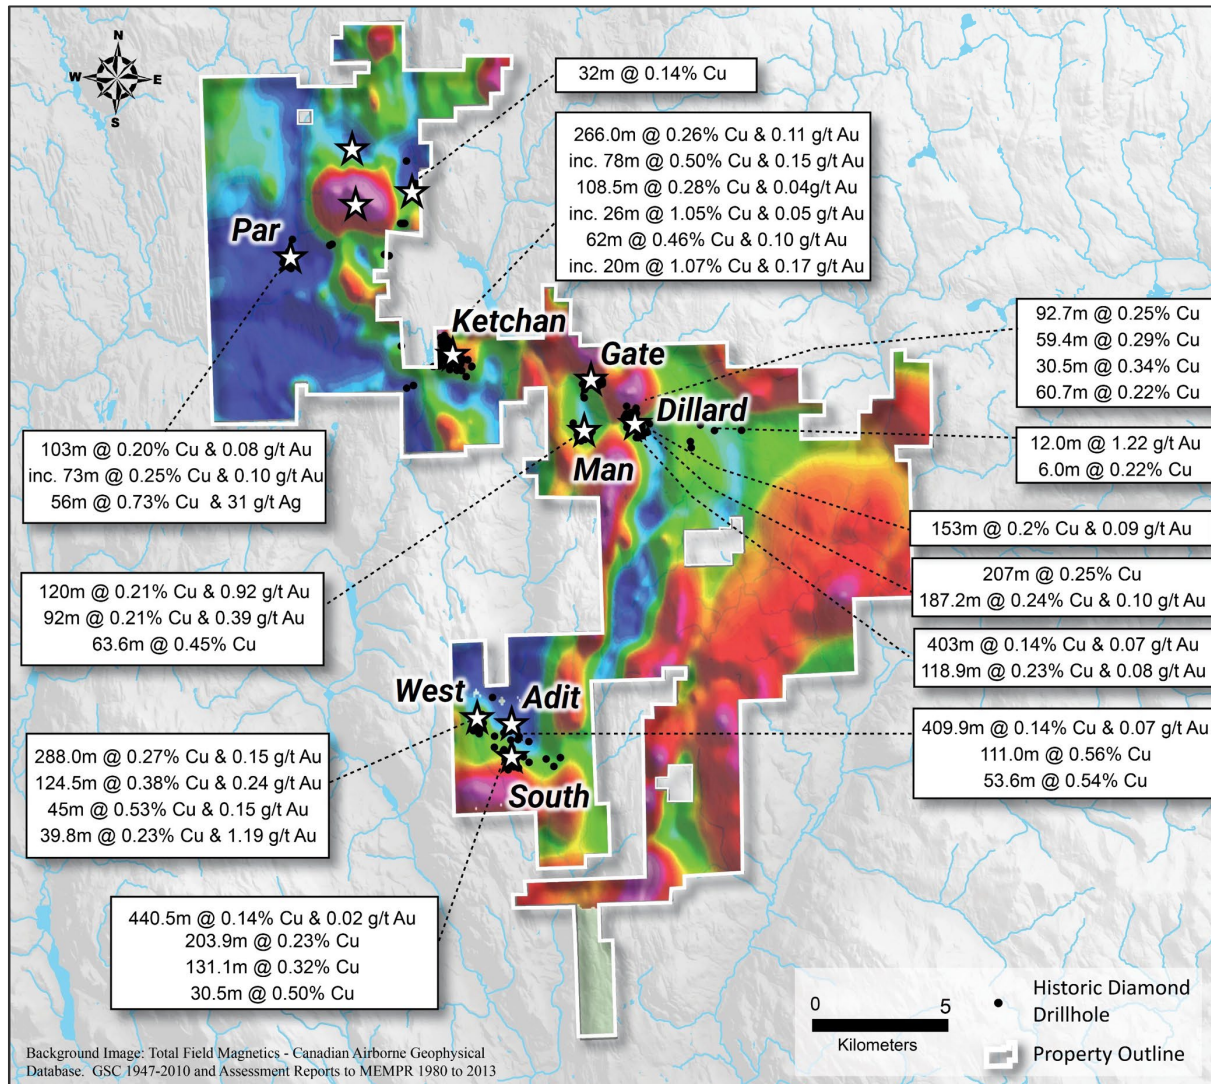 N
W
E
S
32m @ 0.14% Cu
266.0m @ 0.26% Cu & 0.11 g/t Au
inc. 78m @ 0.50% Cu & 0.15 g/t Au
108.5m @ 0.28% Cu & 0.04g/t Au
inc. 26m @ 1.05% Cu & 0.05 g/t Au
62m @ 0.46% Cu & 0.10 g/t Au
inc. 20m @ 1.07% Cu & 0.17 g/t Au
Par
Ketchan
Gate
Dillard
Man
92.7m @ 0.25% Cu
59.4m @ 0.29% Cu
30.5m @ 0.34% Cu
60.7m @ 0.22% Cu
12.0m @ 1.22 g/t Au
6.0m @ 0.22% Cu
103m @ 0.20% Cu & 0.08 g/t Au
inc. 73m @ 0.25% Cu & 0.10 g/t Au
56m @ 0.73% Cu & 31 g/t Ag
153m @ 0.2% Cu & 0.09 g/t Au
207m @ 0.25% Cu
187.2m @ 0.24% Cu & 0.10 g/t Au
120m @ 0.21% Cu & 0.92 g/t Au
92m @ 0.21% Cu & 0.39 g/t Au
63.6m @ 0.45% Cu
403m @ 0.14% Cu & 0.07 g/t Au
118.9m @ 0.23% Cu & 0.08 g/t Au
West
Adit
South
409.9m @ 0.14% Cu & 0.07 g/t Au
111.0m @ 0.56% Cu
53.6m @ 0.54% Cu
288.0m @ 0.27% Cu & 0.15 g/t Au
124.5m @ 0.38% Cu & 0.24 g/t Au
45m @ 0.53% Cu & 0.15 g/t Au
39.8m @ 0.23% Cu & 1.19 g/t Au
440.5m @ 0.14% Cu & 0.02 g/t Au
203.9m @ 0.23% Cu
131.1m @ 0.32% Cu
30.5m @ 0.50% Cu
0 5
Kilometers
Historic Diamond
Drillhole
Property Outline
Background Image: Total Field Magnetics - Canadian Airborne Geophysical
Database. GSC 1947-2010 and Assessment Reports to MEMPR 1980 to 2013